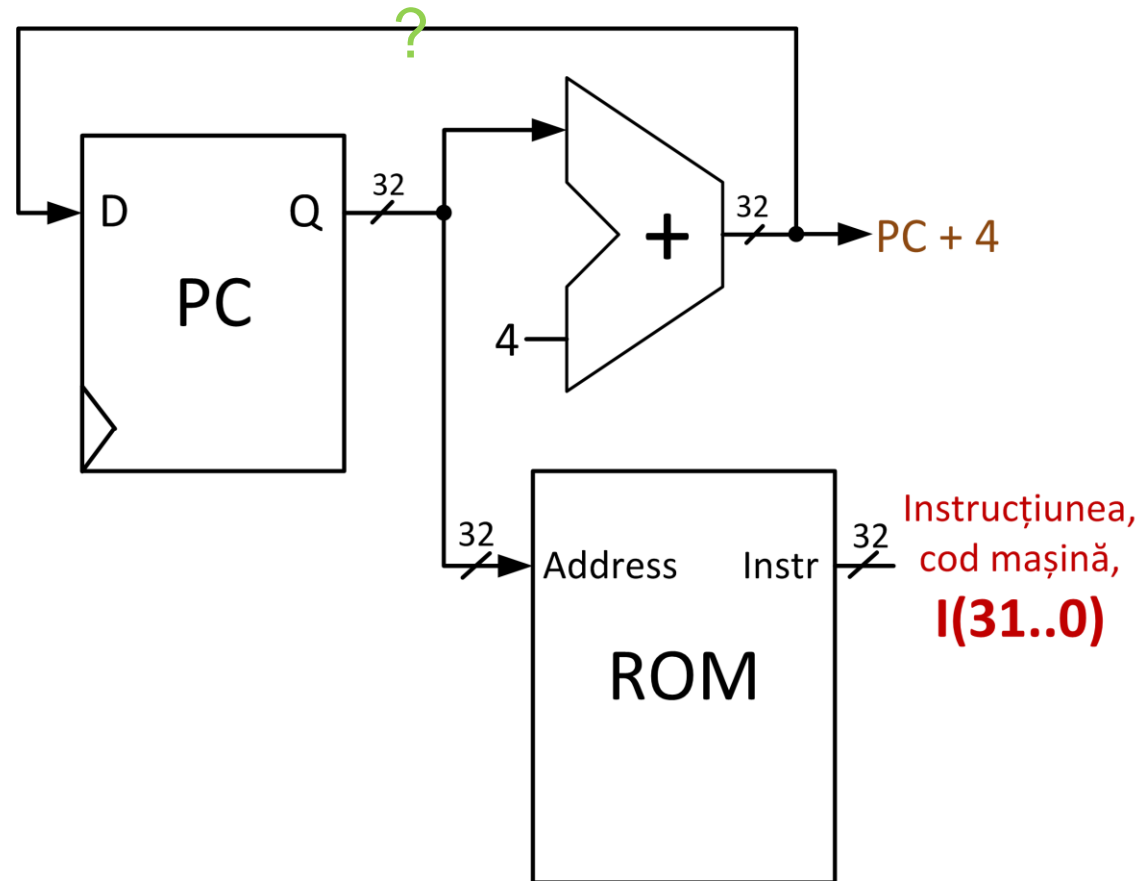 ?
D
Q
PC
32
+
4
32
PC + 4
32
Address
Instr
ROM
32
Instrucțiunea,
cod mașină,
I(31..0)